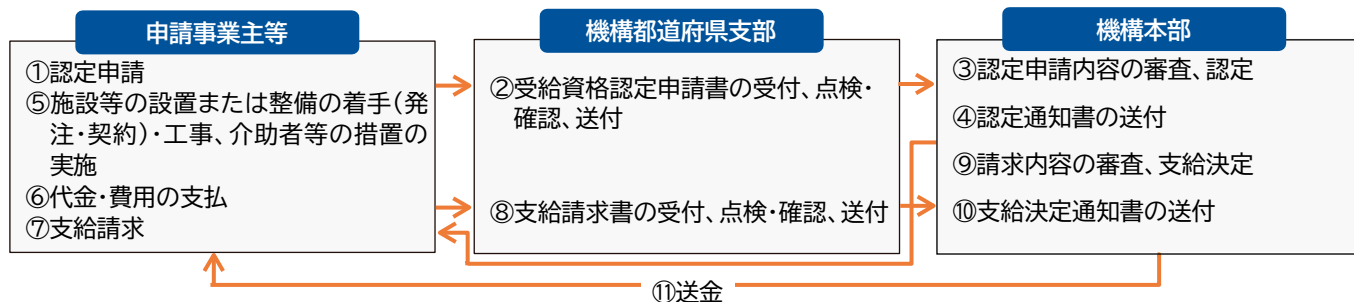 申請事業主等
①認定申請
⑤施設等の設置または整備の着手(発
注・契約)・工事、介助者等の措置の
実施
⑥代金・費用の支払
⑦支給請求
機構都道府県支部
②受給資格認定申請書の受付、点検・
確認、送付
⑧支給請求書の受付、点検・確認、送付
機構本部
③認定申請内容の審査、認定
④認定通知書の送付
⑨請求内容の審査、支給決定
⑩支給決定通知書の送付
⑪送金